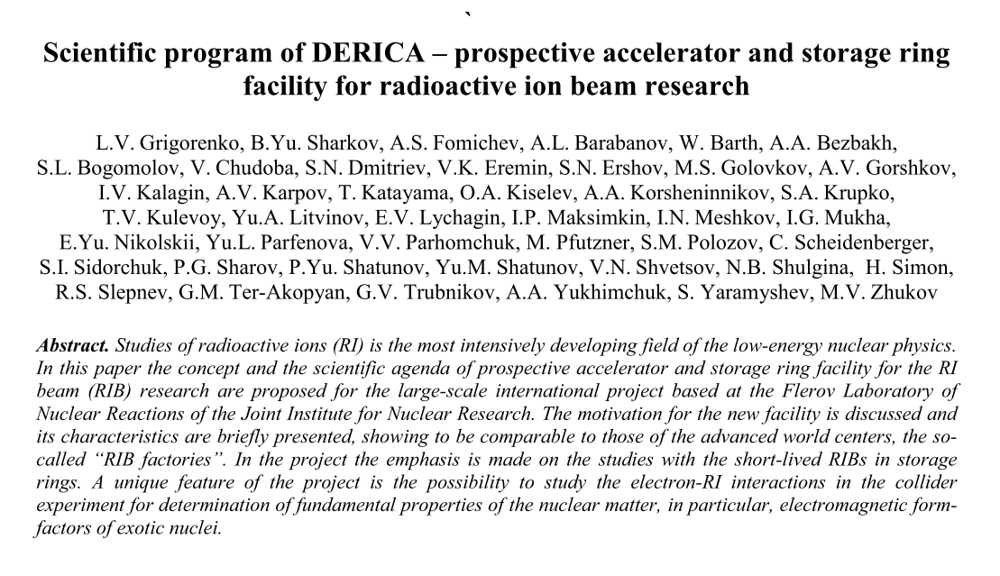 `
Scientific program of DERICA – prospective accelerator and storage ring
facility for radioactive ion beam research
L.V. Grigorenko, B.Yu. Sharkov, A.S. Fomichev, A.L. Barabanov, W. Barth, A.A. Bezbakh,
S.L. Bogomolov, V. Chudoba, S.N. Dmitriev, V.K. Eremin, S.N. Ershov, M.S. Golovkov, A.V. Gorshkov,
I.V. Kalagin, A.V. Karpov, T. Katayama, O.A. Kiselev, A.A. Korsheninnikov, S.A. Krupko,
T.V. Kulevoy, Yu.A. Litvinov, E.V. Lychagin, I.P. Maksimkin, I.N. Meshkov, I.G. Mukha,
E.Yu. Nikolskii, Yu.L. Parfenova, V.V. Parhomchuk, M. Pfutzner, S.M. Polozov, C. Scheidenberger,
S.I. Sidorchuk, P.G. Sharov, P.Yu. Shatunov, Yu.M. Shatunov, V.N. Shvetsov, N.B. Shulgina, H. Simon,
R.S. Slepnev, G.M. Ter-Akopyan, G.V. Trubnikov, A.A. Yukhimchuk, S. Yaramyshev, M.V. Zhukov
Abstract. Studies of radioactive ions (RI) is the most intensively developing field of the low-energy nuclear physics.
In this paper the concept and the scientific agenda of prospective accelerator and storage ring facility for the RI
beam (RIB) research are proposed for the large-scale international project based at the Flerov Laboratory of
Nuclear Reactions of the Joint Institute for Nuclear Research. The motivation for the new facility is discussed and
its characteristics are briefly presented, showing to be comparable to those of the advanced world centers, the so-
called “RIB factories”. In the project the emphasis is made on the studies with the short-lived RIBs in storage
rings. A unique feature of the project is the possibility to study the electron-RI interactions in the collider
experiment for determination of fundamental properties of the nuclear matter, in particular, electromagnetic form-
factors of exotic nuclei.